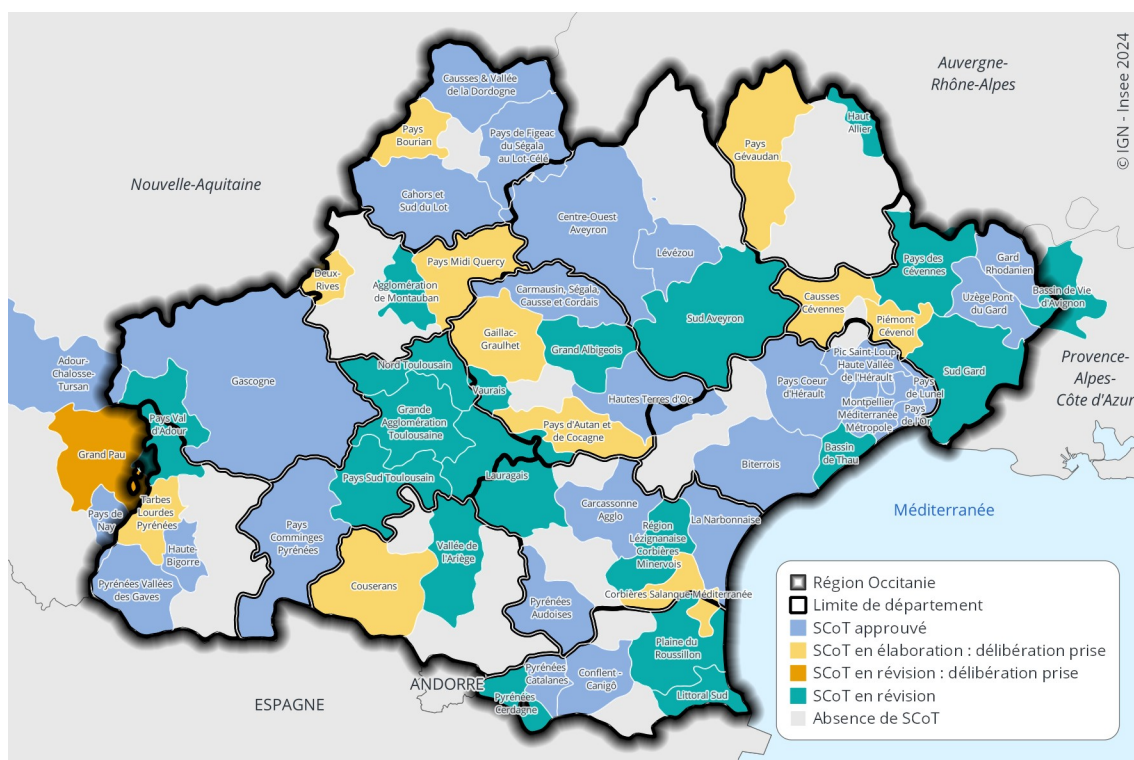 © IGN - Insee 2024
Auvergne-
Rhône-Alpes
Nouvelle-Aquitaine
Causses & Vallée
de la Dordogne
Pays
Bourian
Pays de Figeac
du Ségala
au Lot-Célé
Haut
Allier
Pays
Gévaudan
Cahors et
Sud du Lot
Centre-Ouest
Aveyron
Lévézou
Pays des
Cévennes
Gard
Rhodanien
Deux-
Rives
Pays Midi Quercy
Agglomération
de Montauban
Carmausin, Ségala,
Causse et Cordais
Causses
Cévennes
Uzège Pont
du Gard
Bassin de Vie
d'Avignon
Gaillac-
Graulhet
Sud Aveyron
Piémont
Cévenol
Grand Albigeois
Adour-
Chalosse-
Tursan
Gascogne
Nord Toulousain
Pic Saint-Loup
Haute Vallée
de l'Hérault
Sud Gard
Provence-
Alpes-
Côte d'Azur
Vaurais
Hautes Terres d'Oc
Pays Coeur
d'Hérault
Pays
de Lunel
Montpellier
Méditerranée
Métropole
Pays
de l'Or
Pays Val
d'Adour
Grande
Agglomération
Toulousaine
Pays d'Autan et
de Cocagne
Grand Pau
Bassin
de Thau
Biterrois
Pays Sud Toulousain
Lauragais
Tarbes
Lourdes
Pyrénées
Pays de
Nay
Carcassonne
Agglo
La Narbonnaise
Méditerranée
Pays
Comminges
Pyrénées
Région
Lézignanaise
Corbières
Minervois
Haute-
Bigorre
Vallée de
l'Ariège
Pyrénées Vallées
des Gaves
Couserans
Corbières Salanque Méditerranée
Pyrénées
Audoises
Plaine du
Roussillon
ESPAGNE
ANDORRE
Pyrénées
Catalanes
Conflent -
Canigó
Pyrénées
Cerdagne
Littoral Sud
Région Occitanie
Limite de département
SCoT approuvé
SCoT en élaboration : délibération prise
SCoT en révision : délibération prise
SCoT en révision
Absence de SCoT